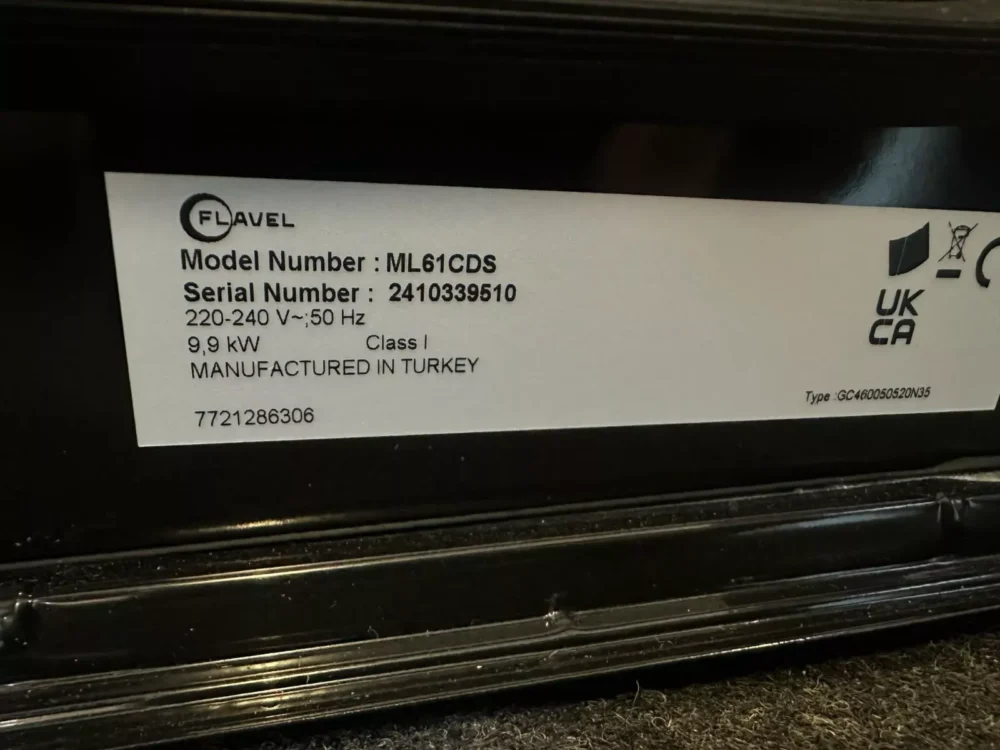 FLAVEL
Model Number : ML61CDS
Serial Number : 2410339510
220-240 V~;50 Hz
9,9 kW Class I
MANUFACTURED IN TURKEY
7721286306
UK
CA
Type :GC460050520N35